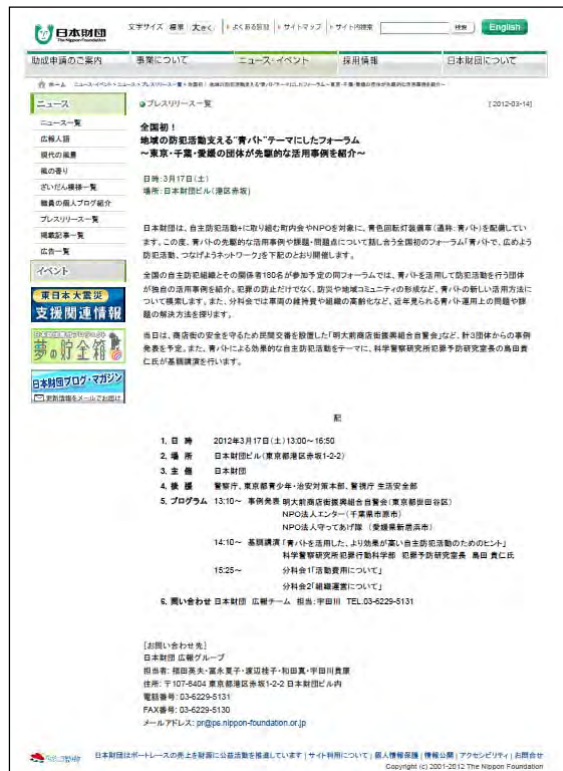 日本財団
The Nippon Foundation
文字サイズ 標準 大きく よくある質問 サイトマップ サイト内検索 検索 English
助成申請のご案内 事業について ニュース・イベント 採用情報 日本財団について
ニュース
ニュース一覧
広報人語
現代の風景
風の香り
ざいだん模様一覧
職員の個人ブログ紹介
プレスリリース一覧
掲載記事一覧
広告一覧
イベント
東日本大震災
支援関連情報
夢の貯金箱
日本財団ブログ・マガジン
更新情報をメールでお届け
プレスリリース一覧 [2012-03-14]
全国初！
地域の防犯活動支える“青パト”テーマにしたフォーラム
～東京・千葉・愛媛の団体が先駆的な活用事例を紹介～
日時：3月17日（土）
場所：日本財団ビル（港区赤坂）
日本財団は、自主防犯活動+に取り組む町内会やNPOを対象に、青色回転灯装備車（通称：青パト）を配備してい
ます。この度、青パトの先駆的な活用事例や課題・問題点について話し合う全国初のフォーラム「青パトで、広めよう
防犯活動、つなげようネットワーク」を下記のとおり開催します。
全国の自主防犯組織とその関係者180名が参加予定の同フォーラムでは、青パトを活用して防犯活動を行う団体
が独自の活用事例を紹介。犯罪の防止だけでなく、防災や地域コミュニティの形成など、青パトの新しい活用方法に
ついて模索します。また、分科会では車両の維持費や組織の高齢化など、近年見られる青パト運用上の問題や課
題の解決方法を探ります。
当日は、商店街の安全を守るため民間交番を設置した「明大前商店街振興組合自警会」など、計3団体からの事例
発表を予定。また、青パトによる効果的な自主防犯活動をテーマに、科学警察研究所犯罪予防研究室長の島田貴
仁氏が基調講演を行います。
記
1. 日 時 2012年3月17日（土）13:00～16:50
2. 場 所 日本財団ビル（東京都港区赤坂1-2-2）
3. 主 催 日本財団
4. 後 援 警察庁、東京都青少年・治安対策本部、警視庁 生活安全部
5. プログラム 13:10～ 事例発表 明大前商店街振興組合自警会（東京都世田谷区）
NPO法人エンター（千葉県市原市）
NPO法人守ってあげ隊 （愛媛県新居浜市）
14:10～ 基調講演「青パトを活用した、より効果が高い自主防犯活動のためのヒント」
科学警察研究所犯罪行動科学部 犯罪予防研究室長 島田 貴仁氏
15:25～ 分科会1「活動費用について」
分科会2「組織運営について」
6. 問い合わせ 日本財団 広報チーム 担当：宇田川 TEL.03-6229-5131
[お問い合わせ先]
日本財団 広報グループ
担当者：福田英夫・富永夏子・渡辺桂子・和田真・宇田川貴康
住所：〒107-8404 東京都港区赤坂1-2-2 日本財団ビル内
電話番号：03-6229-5131
FAX番号：03-6229-5130
メールアドレス：pr@ps.nippon-foundation.or.jp
日本財団はボートレースの売上を財源に公益活動を推進しています | サイト利用について | 個人情報保護 | 情報公開 | アクセシビリティ | お問合せ
Copyright (c) 2001-2012 The Nippon Foundation